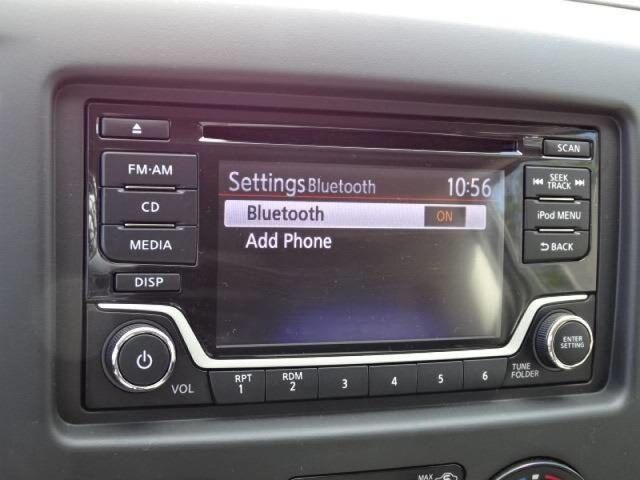 SCAN
FM·AM
CD
MEDIA
DISP
Settings Bluetooth 10:56
Bluetooth ON
Add Phone
SEEK
TRACK
iPod MENU
BACK
ENTER
SETTING
TUNE
FOLDER
VOL
RPT
1
RDM
2
3
4
5
6
MAX